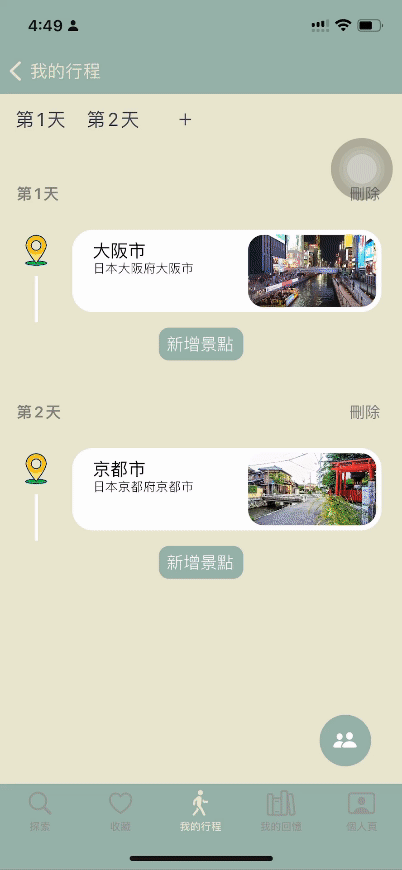 4:49
我的行程
第1天 第2天 +
第1天 刪除
大阪市
日本大阪府大阪市
新增景點
第2天 刪除
京都市
日本京都府京都市
新增景點
探索 收藏 我的行程 我的回憶 個人頁